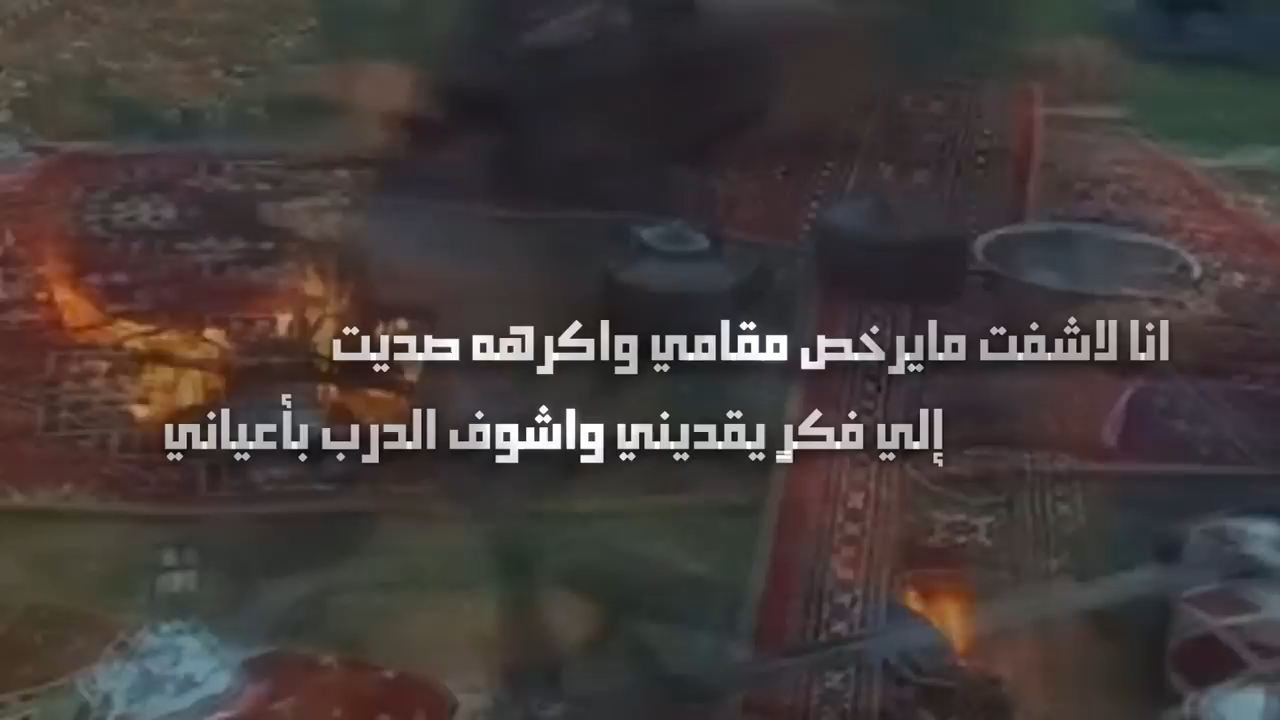 انا لاشفت مايرخص مقامي واكرهه صديت
إلي فكرٍ يقديني واشوف الدرب بأعياني